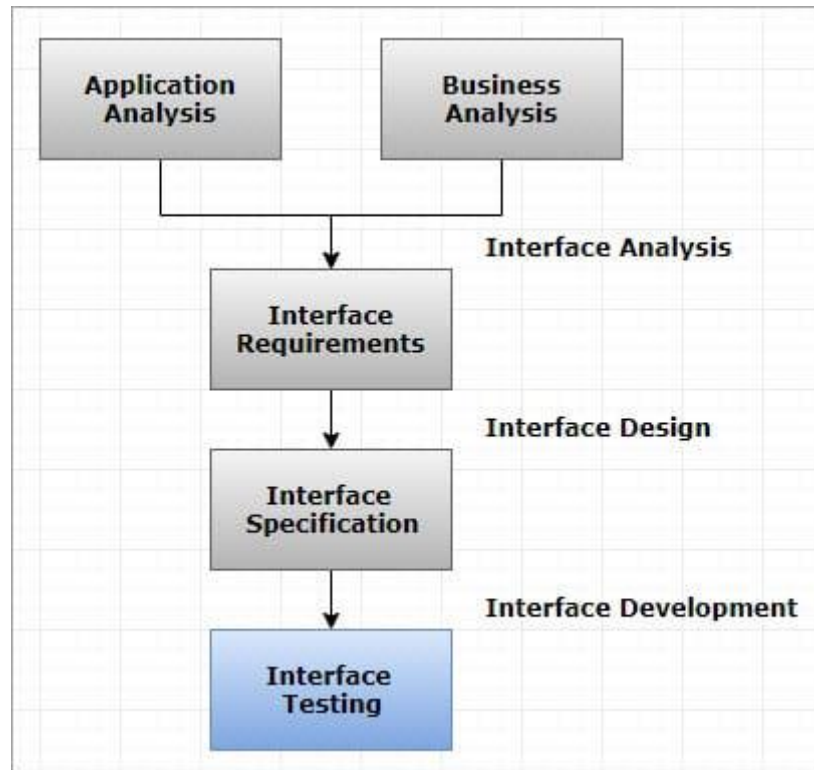 Application
Analysis
Business
Analysis
Interface Analysis
Interface
Requirements
Interface Design
Interface
Specification
Interface Development
Interface
Testing